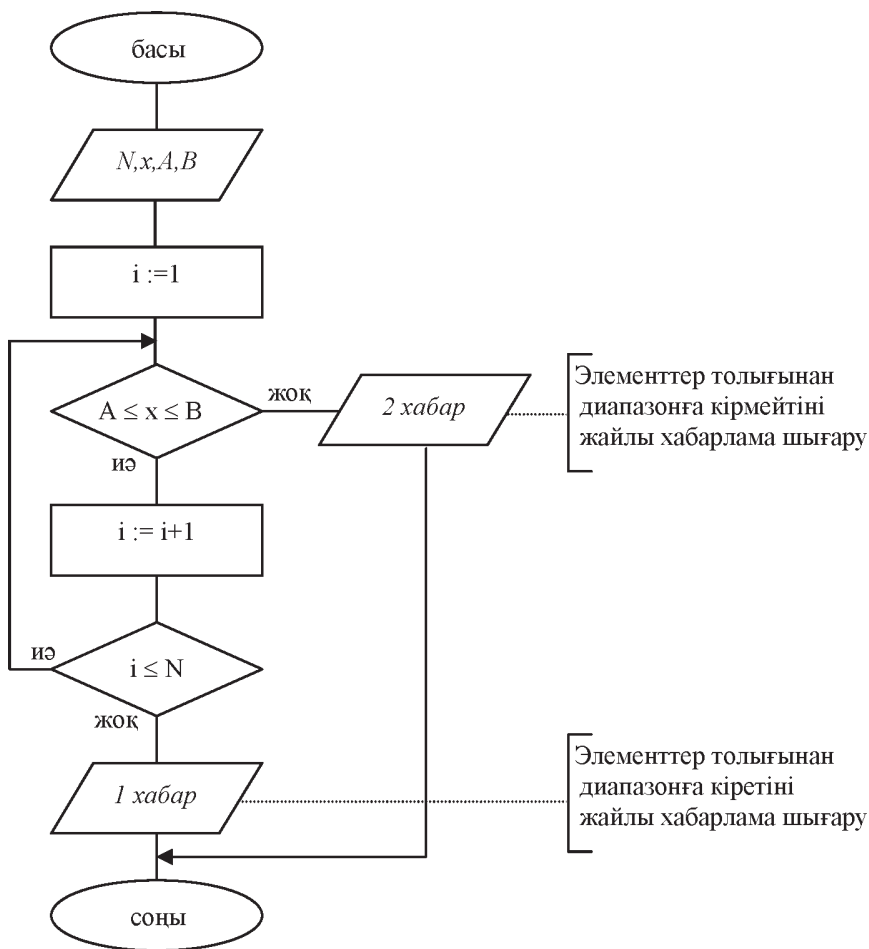 басы
N,x,A,B
i :=1
A ≤ x ≤ B
жоқ
2 хабар
Элементтер толығынан
диапазонға кірмейтіні
жайлы хабарлама шығару
иә
i := i+1
иә
i ≤ N
жоқ
1 хабар
Элементтер толығынан
диапазонға кіретіні
жайлы хабарлама шығару
соңы